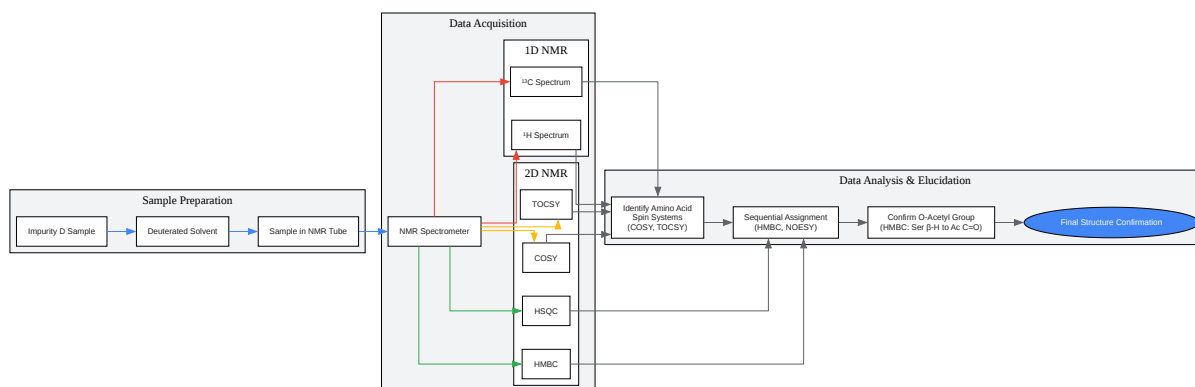 Sample Preparation
Impurity D Sample
Deuterated Solvent
Sample in NMR Tube
Data Acquisition
NMR Spectrometer
1D NMR
¹³C Spectrum
¹H Spectrum
2D NMR
TOCSY
COSY
HSQC
HMBC
Data Analysis & Elucidation
Identify Amino Acid
Spin Systems
(COSY, TOCSY)
Sequential Assignment
(HMBC, NOESY)
Confirm O-Acetyl Group
(HMBC: Ser β-H to Ac C=O)
Final Structure Confirmation